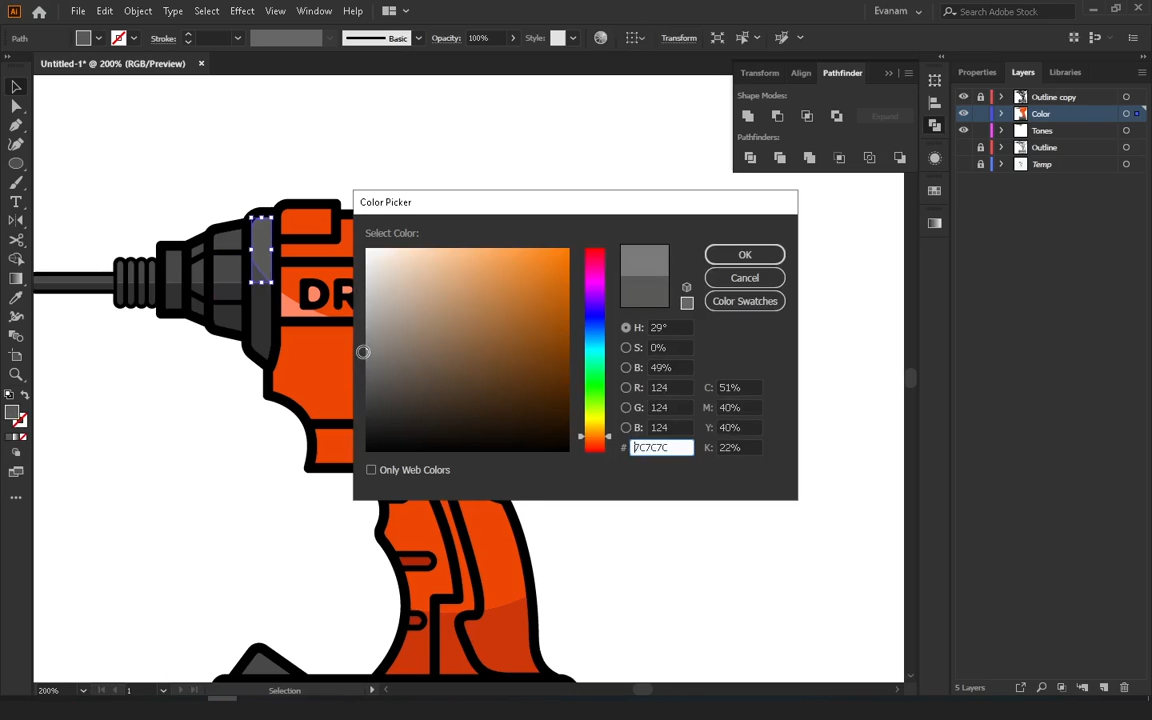 Ai File Edit Object Type Select Effect View Window Help Evanam Search Adobe Stock
Path Stroke: Basic Opacity: 100% Style: Transform
Untitled-1* @ 200% (RGB/Preview)
Transform Align Pathfinder
Properties Layers Libraries
Shape Modes:
Outline copy
Expand
Color
Pathfinders:
Tones
Outline
Temp
Color Picker
Select Color:
OK
Cancel
Color Swatches
DR
H: 29°
S: 0%
B: 49%
R: 124 C: 51%
G: 124 M: 40%
B: 124 Y: 40%
# 7C7C7C K: 22%
Only Web Colors
200% 1 Selection 5 Layers